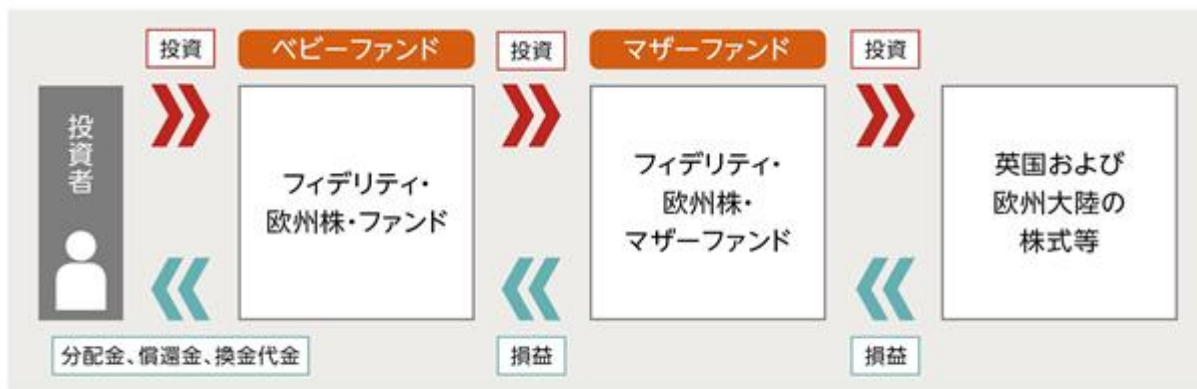 投資
ベビーファンド
投資
マザーファンド
投資
投資者
フィデリティ・
欧州株・ファンド
フィデリティ・
欧州株・
マザーファンド
英国および
欧州大陸の
株式等
分配金、償還金、換金代金
損益
損益